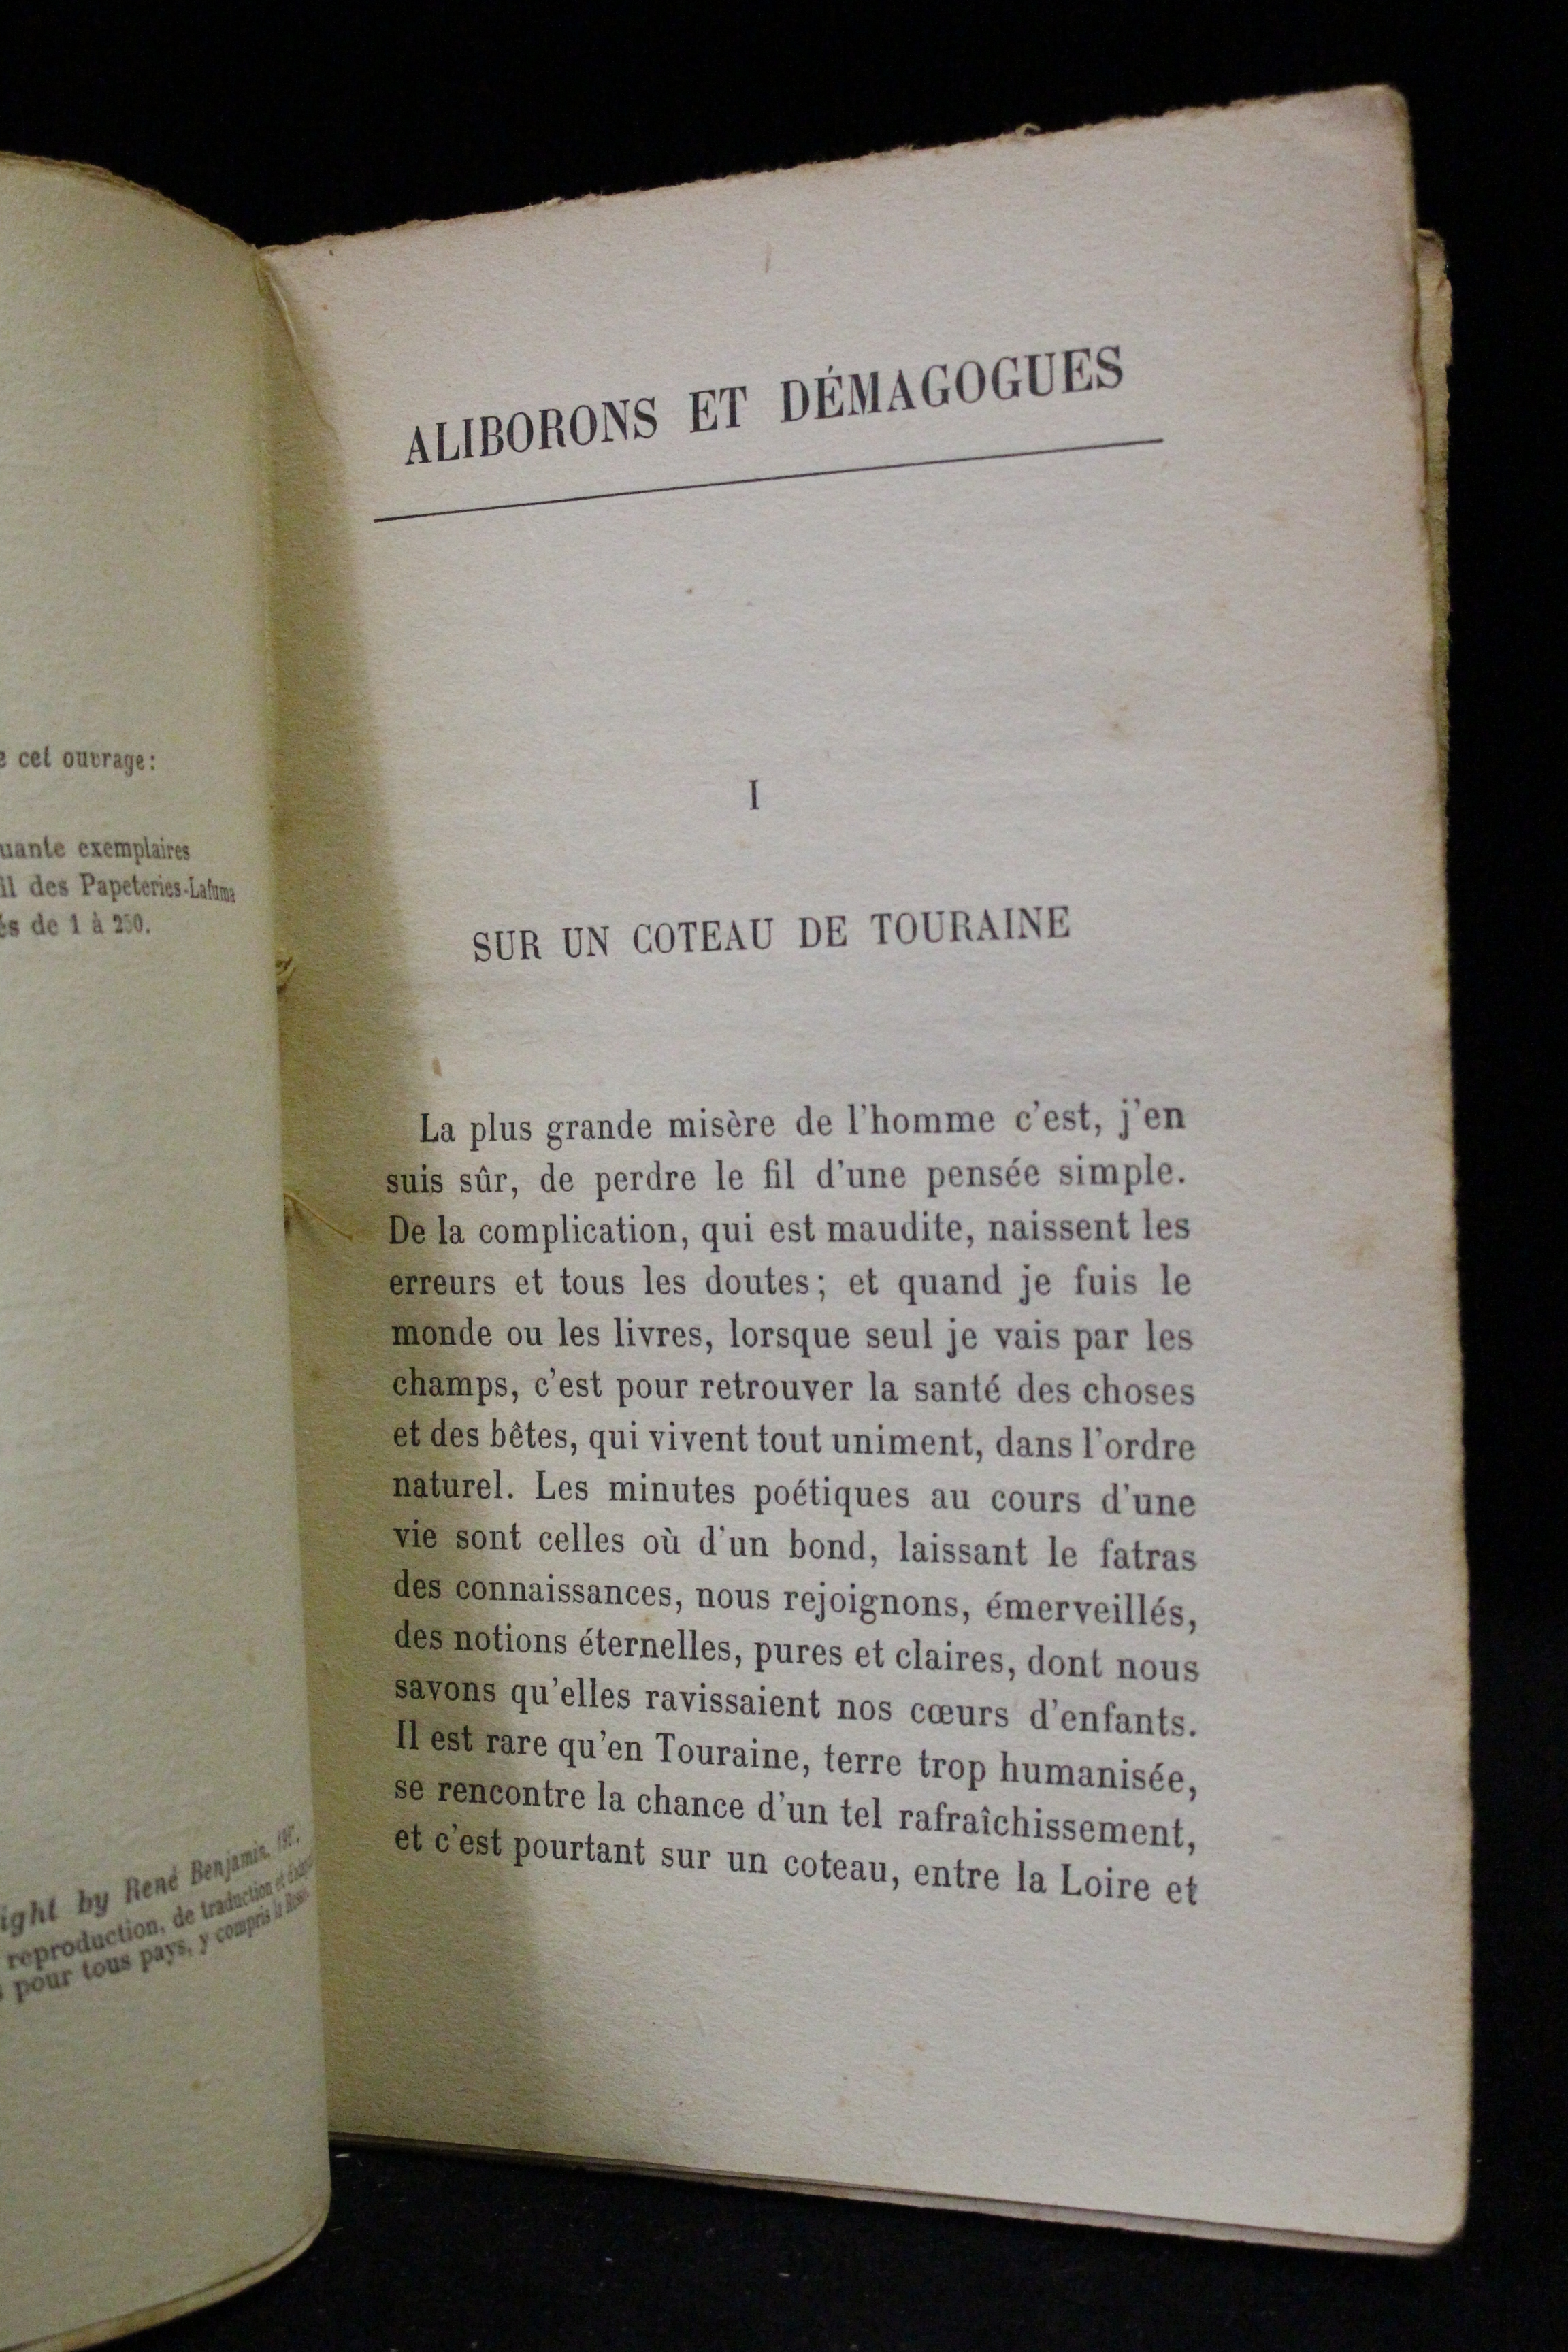 cet ouvrage:
exemplaires
des Papeteries-Lafuma
de 1 à 250.
by René Benjamin,
reproduction, de traduction et
pour tous pays, y compris la
ALIBORONS ET DÉMAGOGUES
I
SUR UN COTEAU DE TOURAINE
La plus grande misère de l'homme c'est, j'en
suis sûr, de perdre le fil d'une pensée simple.
De la complication, qui est maudite, naissent les
erreurs et tous les doutes; et quand je fuis le
monde ou les livres, lorsque seul je vais par les
champs, c'est pour retrouver la santé des choses
et des bêtes, qui vivent tout uniment, dans l'ordre
naturel. Les minutes poétiques au cours d'une
vie sont celles où d'un bond, laissant le fatras
des connaissances, nous rejoignons, émerveillés,
des notions éternelles, pures et claires, dont nous
savons qu'elles ravissaient nos cœurs d'enfants.
Il est rare qu'en Touraine, terre trop humanisée,
se rencontre la chance d'un tel rafraîchissement,
et c'est pourtant sur un coteau, entre la Loire et